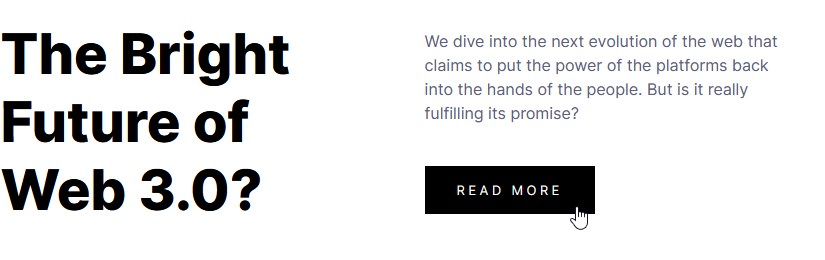 The Bright
Future of
Web 3.0?
We dive into the next evolution of the web that
claims to put the power of the platforms back
into the hands of the people. But is it really
fulfilling its promise?
READ MORE